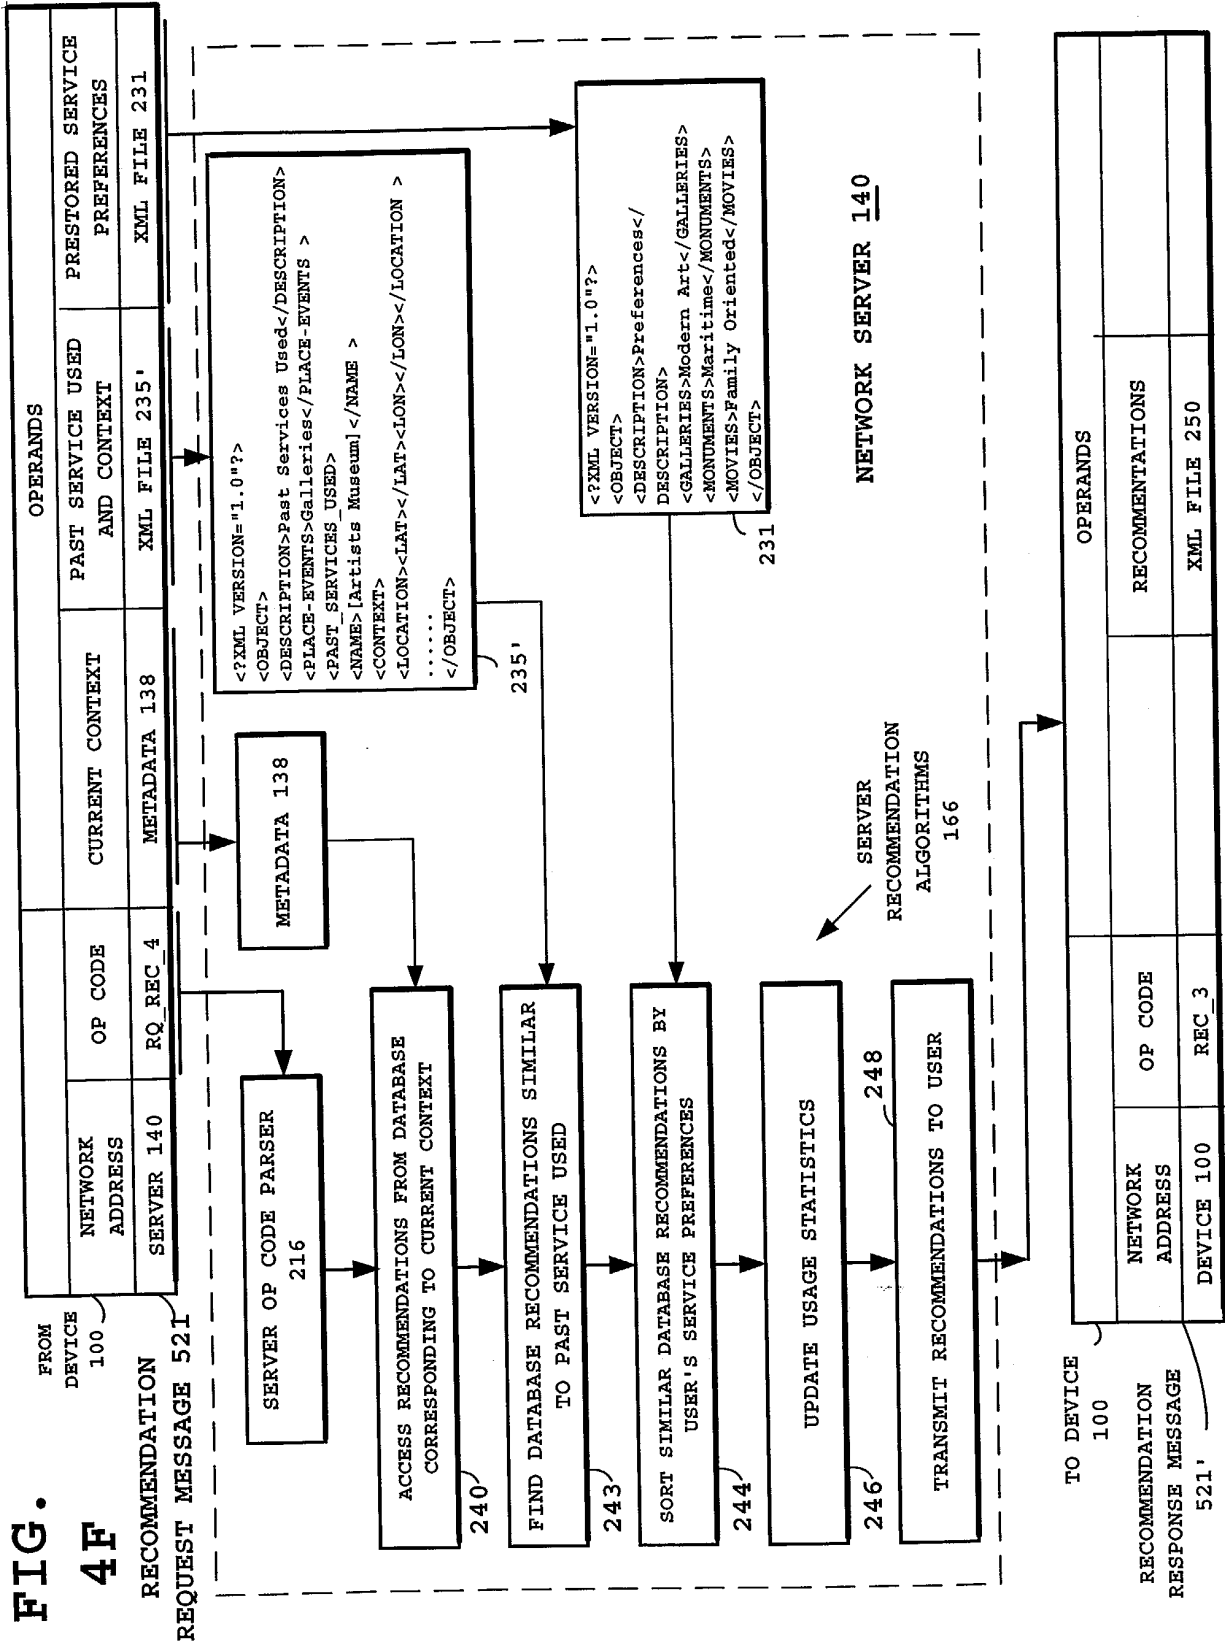 FIG.
4F
FROM
DEVICE
100
RECOMMENDATION
REQUEST MESSAGE 521
OPERANDS
NETWORK
ADDRESS
OP CODE
CURRENT CONTEXT
PAST SERVICE USED
AND CONTEXT
PRESTORED SERVICE
PREFERENCES
SERVER 140
RQ_REC_4
METADATA 138
XML FILE 235'
XML FILE 231
SERVER OP CODE PARSER
216
METADATA 138
<?XML VERSION="1.0"?>
<OBJECT>
<DESCRIPTION>Past Services Used</DESCRIPTION>
<PLACE-EVENTS>Galleries</PLACE-EVENTS >
<PAST_SERVICES_USED>
<NAME>[Artists Museum]</NAME >
<CONTEXT>
<LOCATION><LAT></LAT><LON></LON></LOCATION >
......
</OBJECT>
235'
ACCESS RECOMMENDATIONS FROM DATABASE
CORRESPONDING TO CURRENT CONTEXT
240
FIND DATABASE RECOMMENDATIONS SIMILAR
TO PAST SERVICE USED
243
<?XML VERSION="1.0"?>
<OBJECT>
<DESCRIPTION>Preferences</
DESCRIPTION>
<GALLERIES>Modern Art</GALLERIES>
<MONUMENTS>Maritime</MONUMENTS>
<MOVIES>Family Oriented</MOVIES>
</OBJECT>
231
SORT SIMILAR DATABASE RECOMMENDATIONS BY
USER'S SERVICE PREFERENCES
244
UPDATE USAGE STATISTICS
246
SERVER
RECOMMENDATION
ALGORITHMS
166
NETWORK SERVER 140
248
TRANSMIT RECOMMENDATIONS TO USER
TO DEVICE
100
RECOMMENDATION
RESPONSE MESSAGE
521'
OPERANDS
NETWORK
ADDRESS
OP CODE
RECOMMENTATIONS
DEVICE 100
REC_3
XML FILE 250